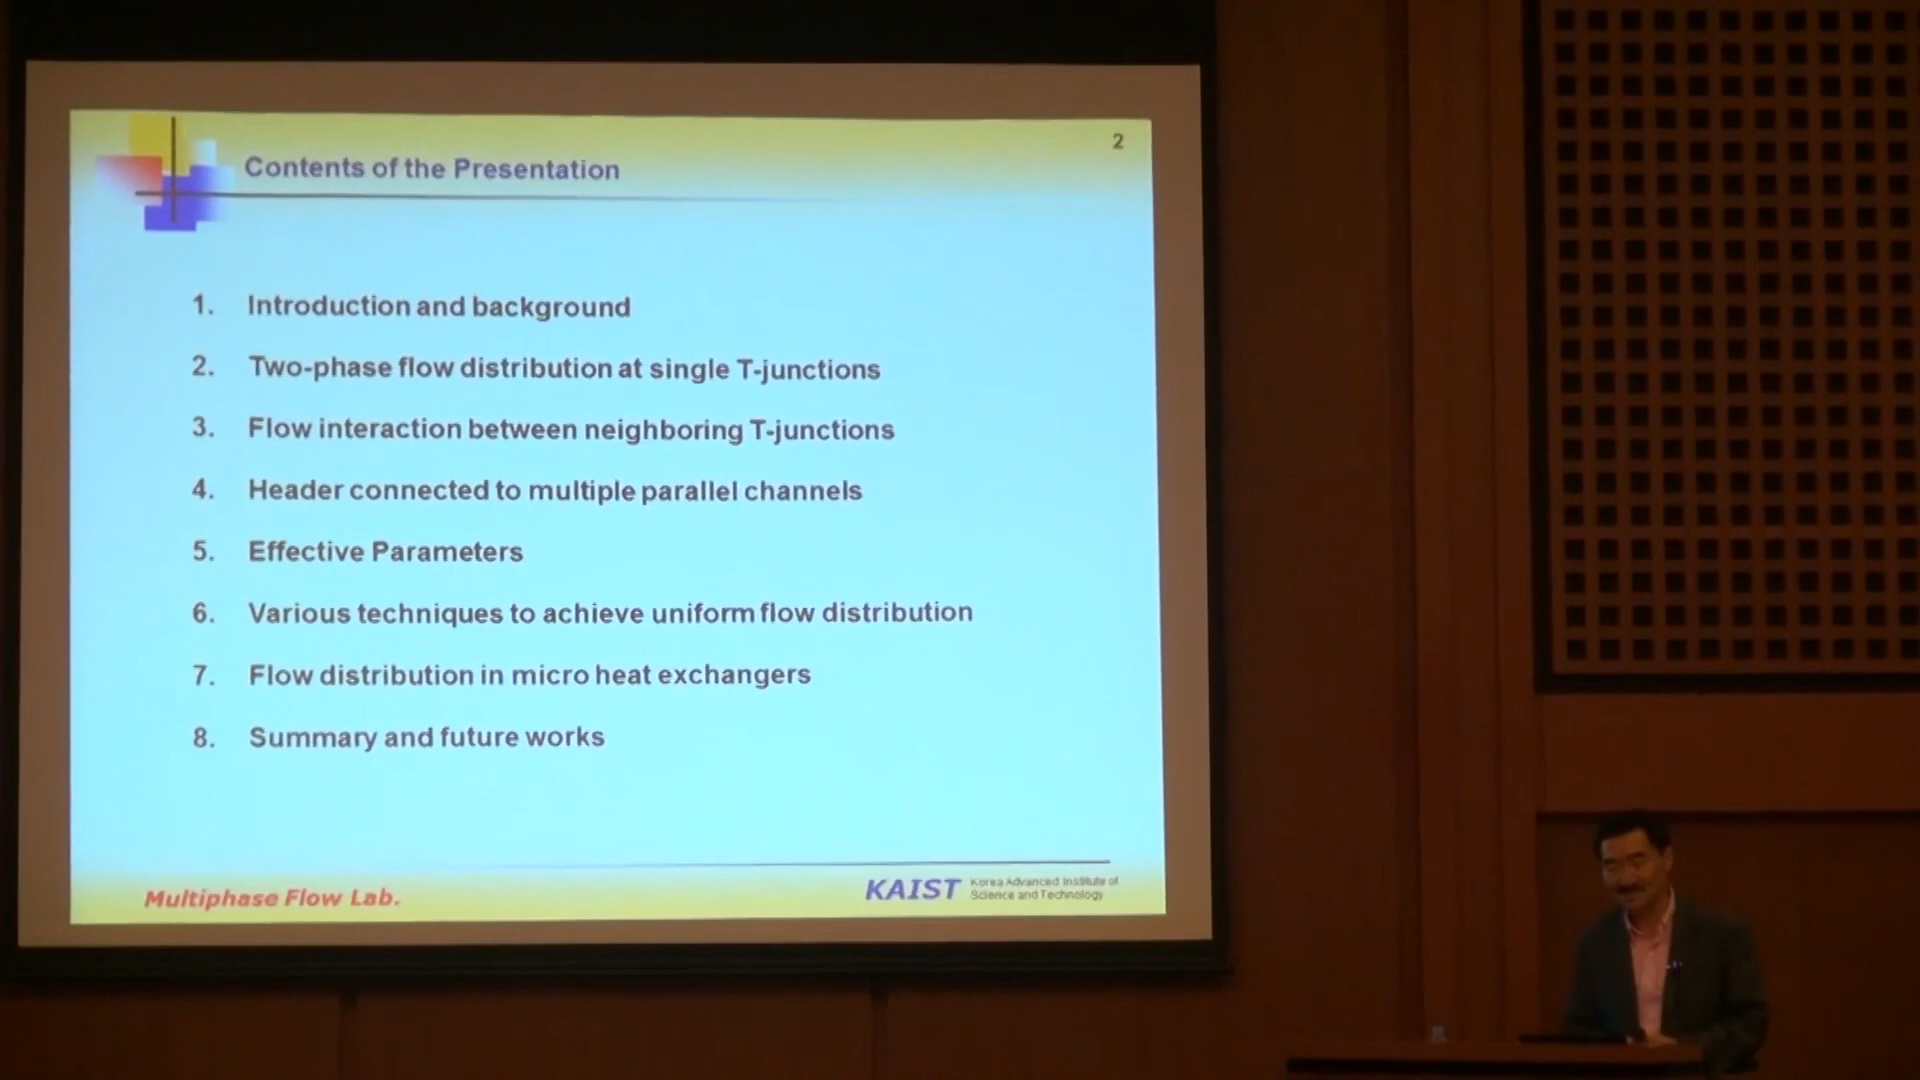 2
Contents of the Presentation
1. Introduction and background
2. Two-phase flow distribution at single T-junctions
3. Flow interaction between neighboring T-junctions
4. Header connected to multiple parallel channels
5. Effective Parameters
6. Various techniques to achieve uniform flow distribution
7. Flow distribution in micro heat exchangers
8. Summary and future works
Multiphase Flow Lab.
KAIST Korea Advanced Institute of
Science and Technology